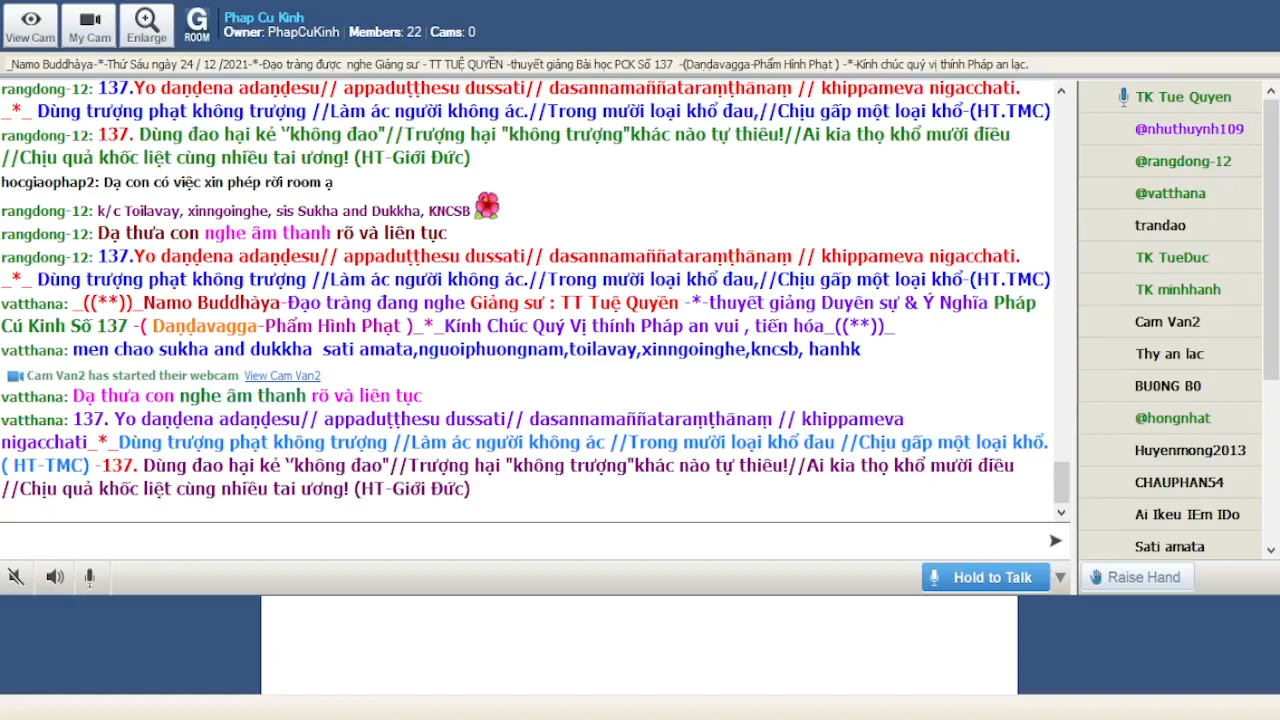 View Cam
My Cam
Enlarge
G
ROOM
Phap Cu Kinh
Owner: PhapCuKinh | Members: 22 | Cams: 0
_Namo Buddhàya-*-Thứ Sáu ngày 24 / 12 /2021-*-Đạo tràng được nghe Giảng sư - TT TUỆ QUYỀN -thuyết giảng Bài học PCK Số 137 -(Daṇḍavagga-Phẩm Hình Phạt ) -*-Kính chúc quý vị thính Pháp an lạc.
rangdong-12: 137.Yo daṇḍena adaṇḍesu// appaduṭṭhesu dussati// dasannamaññataraṃṭhānaṃ // khippameva nigacchati.
_*_ Dùng trượng phạt không trượng //Làm ác người không ác.//Trong mười loại khổ đau,//Chịu gấp một loại khổ-(HT.TMC)
rangdong-12: 137. Dùng đao hại kẻ "không đao"//Trượng hại "không trượng"khác nào tự thiêu!//Ai kia thọ khổ mười điều
//Chịu quả khốc liệt cùng nhiều tai ương! (HT-Giới Đức)
hocgiaophap2: Dạ con có việc xin phép rời room ạ
rangdong-12: k/c Toilavay, xinngoinghe, sis Sukha and Dukkha, KNCSB
rangdong-12: Dạ thưa con nghe âm thanh rõ và liên tục
rangdong-12: 137.Yo daṇḍena adaṇḍesu// appaduṭṭhesu dussati// dasannamaññataraṃṭhānaṃ // khippameva nigacchati.
_*_ Dùng trượng phạt không trượng //Làm ác người không ác.//Trong mười loại khổ đau,//Chịu gấp một loại khổ-(HT.TMC)
vatthana: _((**))_Namo Buddhàya-Đạo tràng đang nghe Giảng sư : TT Tuệ Quyền -*-thuyết giảng Duyên sự & Ý Nghĩa Pháp
Cú Kinh Số 137 -( Daṇḍavagga-Phẩm Hình Phạt )_*_Kính Chúc Quý Vị thính Pháp an vui , tiến hóa_((**))_
vatthana: men chao sukha and dukkha sati amata,nguoiphuongnam,toilavay,xinngoinghe,kncsb, hanhk
Cam Van2 has started their webcam View Cam Van2
vatthana: Dạ thưa con nghe âm thanh rõ và liên tục
vatthana: 137. Yo daṇḍena adaṇḍesu// appaduṭṭhesu dussati// dasannamaññataraṃṭhānaṃ // khippameva
nigacchati_*_Dùng trượng phạt không trượng //Làm ác người không ác //Trong mười loại khổ đau //Chịu gấp một loại khổ.
( HT-TMC) -137. Dùng đao hại kẻ "không đao"//Trượng hại "không trượng"khác nào tự thiêu!//Ai kia thọ khổ mười điều
//Chịu quả khốc liệt cùng nhiều tai ương! (HT-Giới Đức)
TK Tue Quyen
@nhuthuynh109
@rangdong-12
@vatthana
trandao
TK TueDuc
TK minhhanh
Cam Van2
Thy an lac
BU0NG B0
@hongnhat
Huyenmong2013
CHAUPHAN54
Ai Ikeu IEm IDo
Sati amata
Hold to Talk
Raise Hand